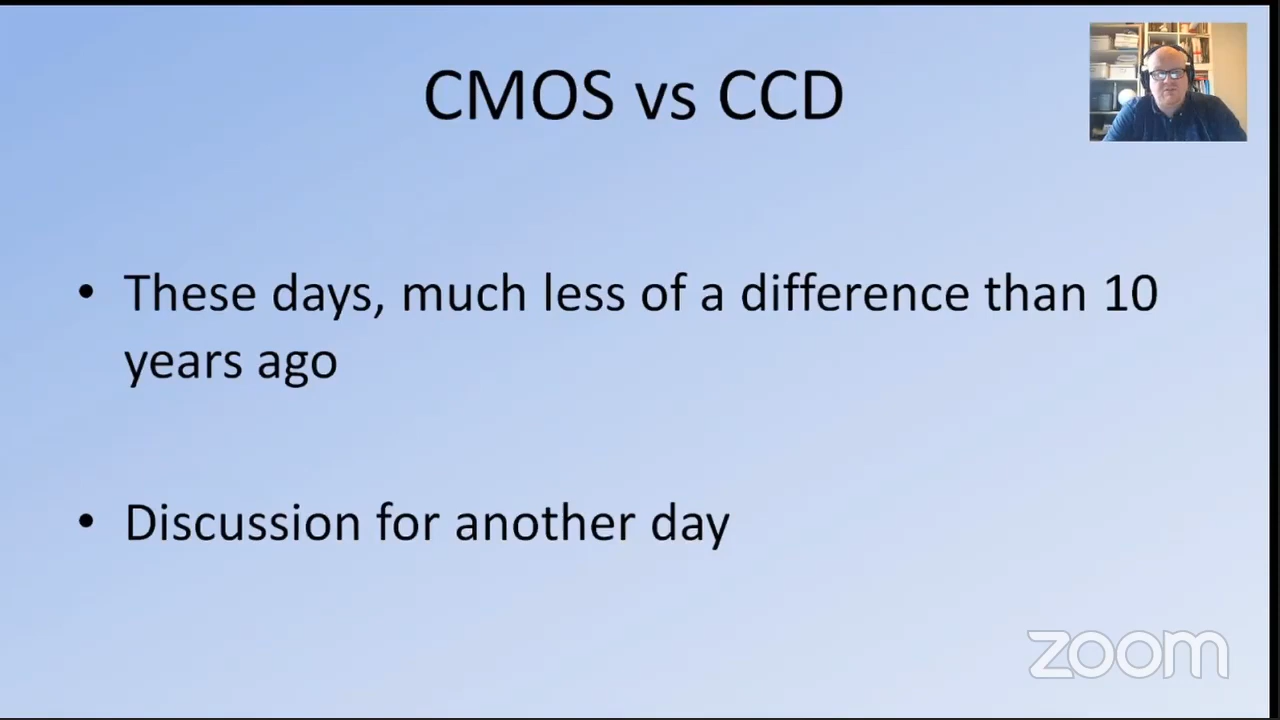 CMOS vs CCD
• These days, much less of a difference than 10
years ago
• Discussion for another day
zoom